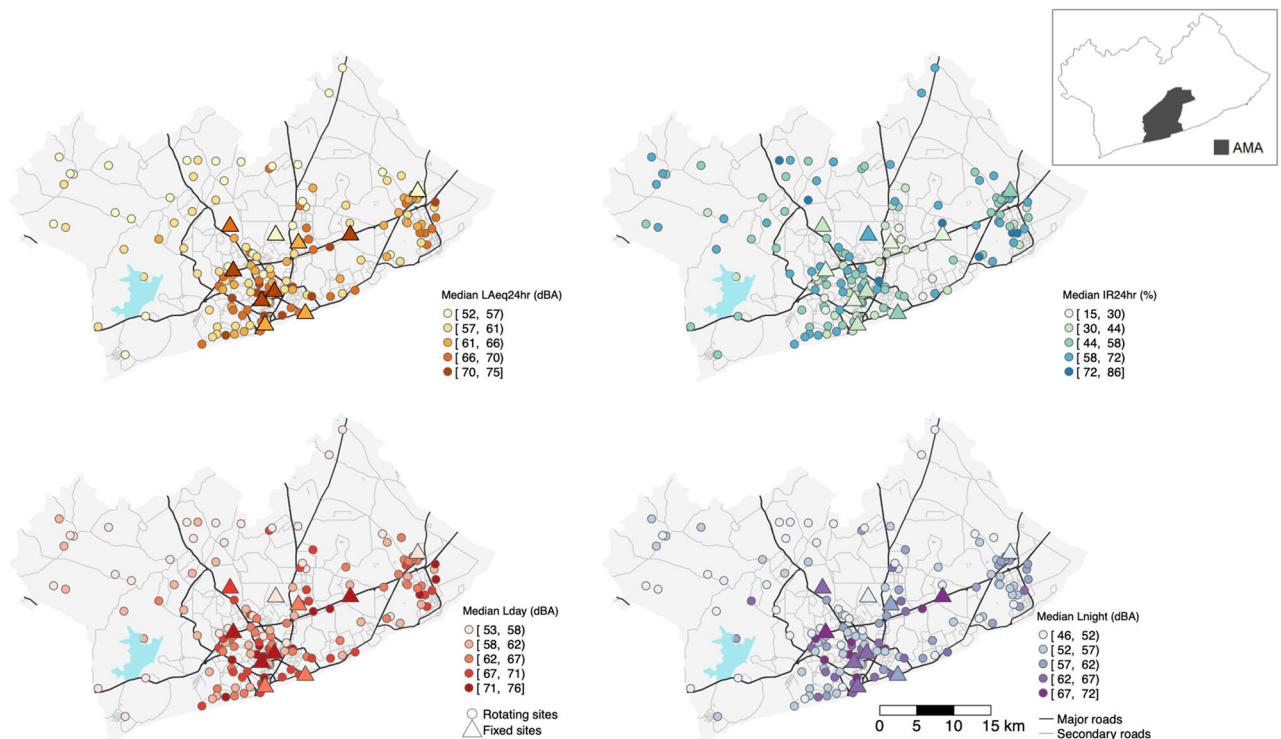 AMA
Median LAeq24hr (dBA)
[ 52, 57)
[ 57, 61)
[ 61, 66)
[ 66, 70)
[ 70, 75]
Median IR24hr (%)
[ 15, 30)
[ 30, 44)
[ 44, 58)
[ 58, 72)
[ 72, 86]
Median Lday (dBA)
[ 53, 58)
[ 58, 62)
[ 62, 67)
[ 67, 71)
[ 71, 76]
Rotating sites
Fixed sites
Median Lnight (dBA)
[ 46, 52)
[ 52, 57)
[ 57, 62)
[ 62, 67)
[ 67, 72]
0 5 10 15 km
Major roads
Secondary roads